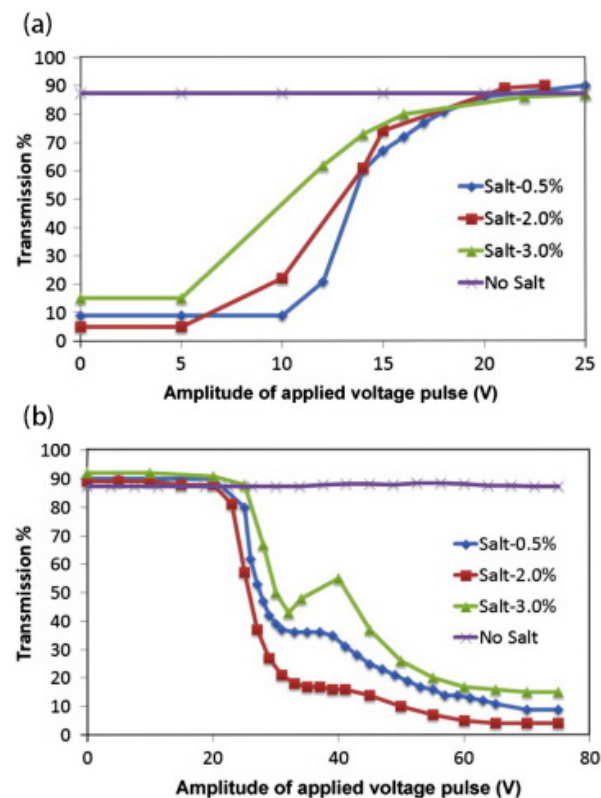 (a)
Transmission %
100
90
80
70
60
50
40
30
20
10
0
0 5 10 15 20 25
Amplitude of applied voltage pulse (V)
Salt-0.5%
Salt-2.0%
Salt-3.0%
No Salt
(b)
Transmission %
100
90
80
70
60
50
40
30
20
10
0
0 20 40 60 80
Amplitude of applied voltage pulse (V)
Salt-0.5%
Salt-2.0%
Salt-3.0%
No Salt